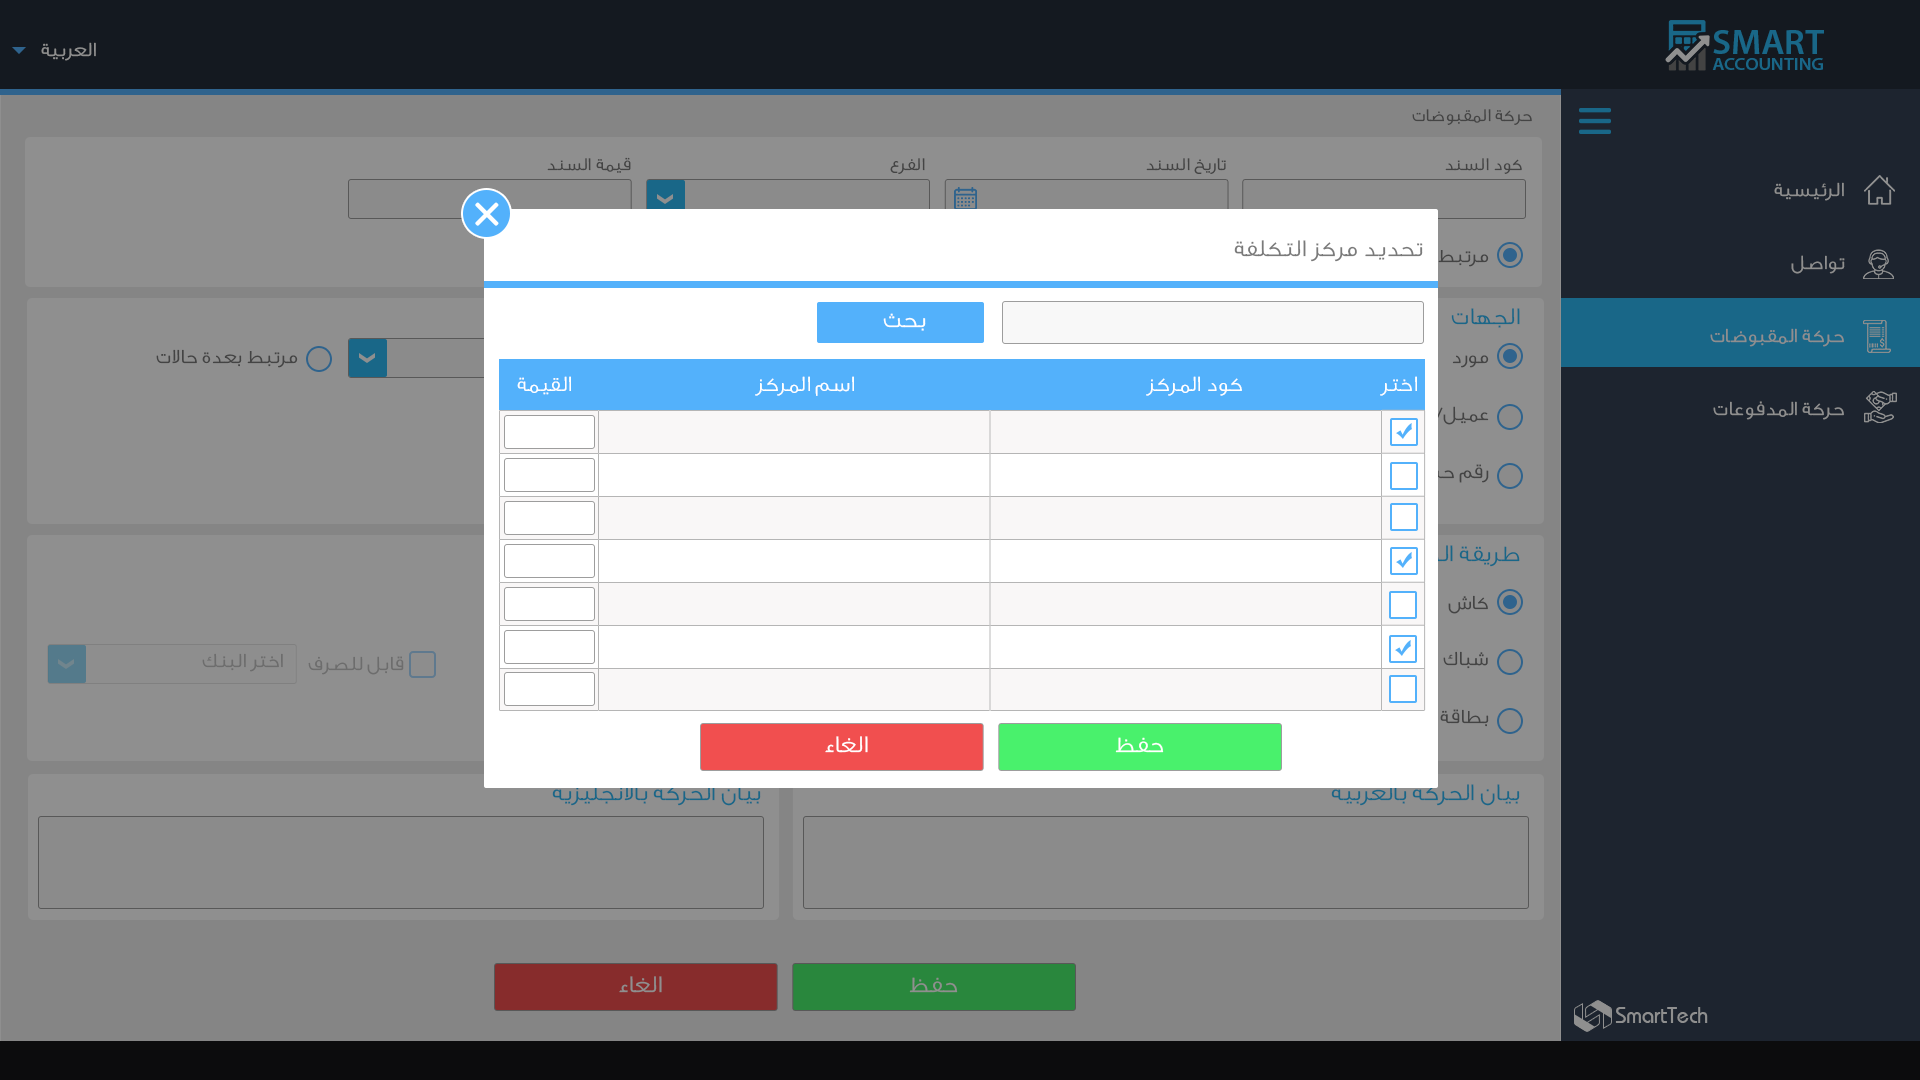 SMART
ACCOUNTING
العربية
الرئيسية
تواصل
حركة المقبوضات
حركة المدفوعات
SmartTech
حركة المقبوضات
كود السند
تاريخ السند
الفرع
قيمة السند
مرتبط
الجهات
مورد
عميل/
رقم
مرتبط بعدة حالات
طريقة
كاش
شباك
بطاقة
قابل للصرف
اختر البنك
بيان الحركة بالعربية
بيان الحركة بالانجليزية
حفظ
الغاء
تحديد مركز التكلفة
بحث
اختر
كود المركز
اسم المركز
القيمة
حفظ
الغاء